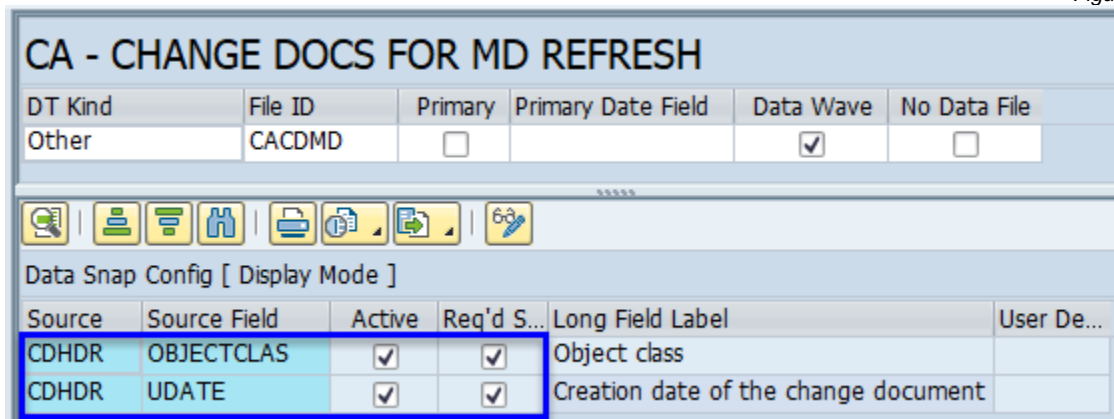 CA - CHANGE DOCS FOR MD REFRESH
DT Kind File ID Primary Primary Date Field Data Wave No Data File
Other CACDMD
Data Snap Config [ Display Mode ]
Source Source Field Active Req'd S... Long Field Label User De...
CDHDR OBJECTCLAS Object class
CDHDR UDATE Creation date of the change document